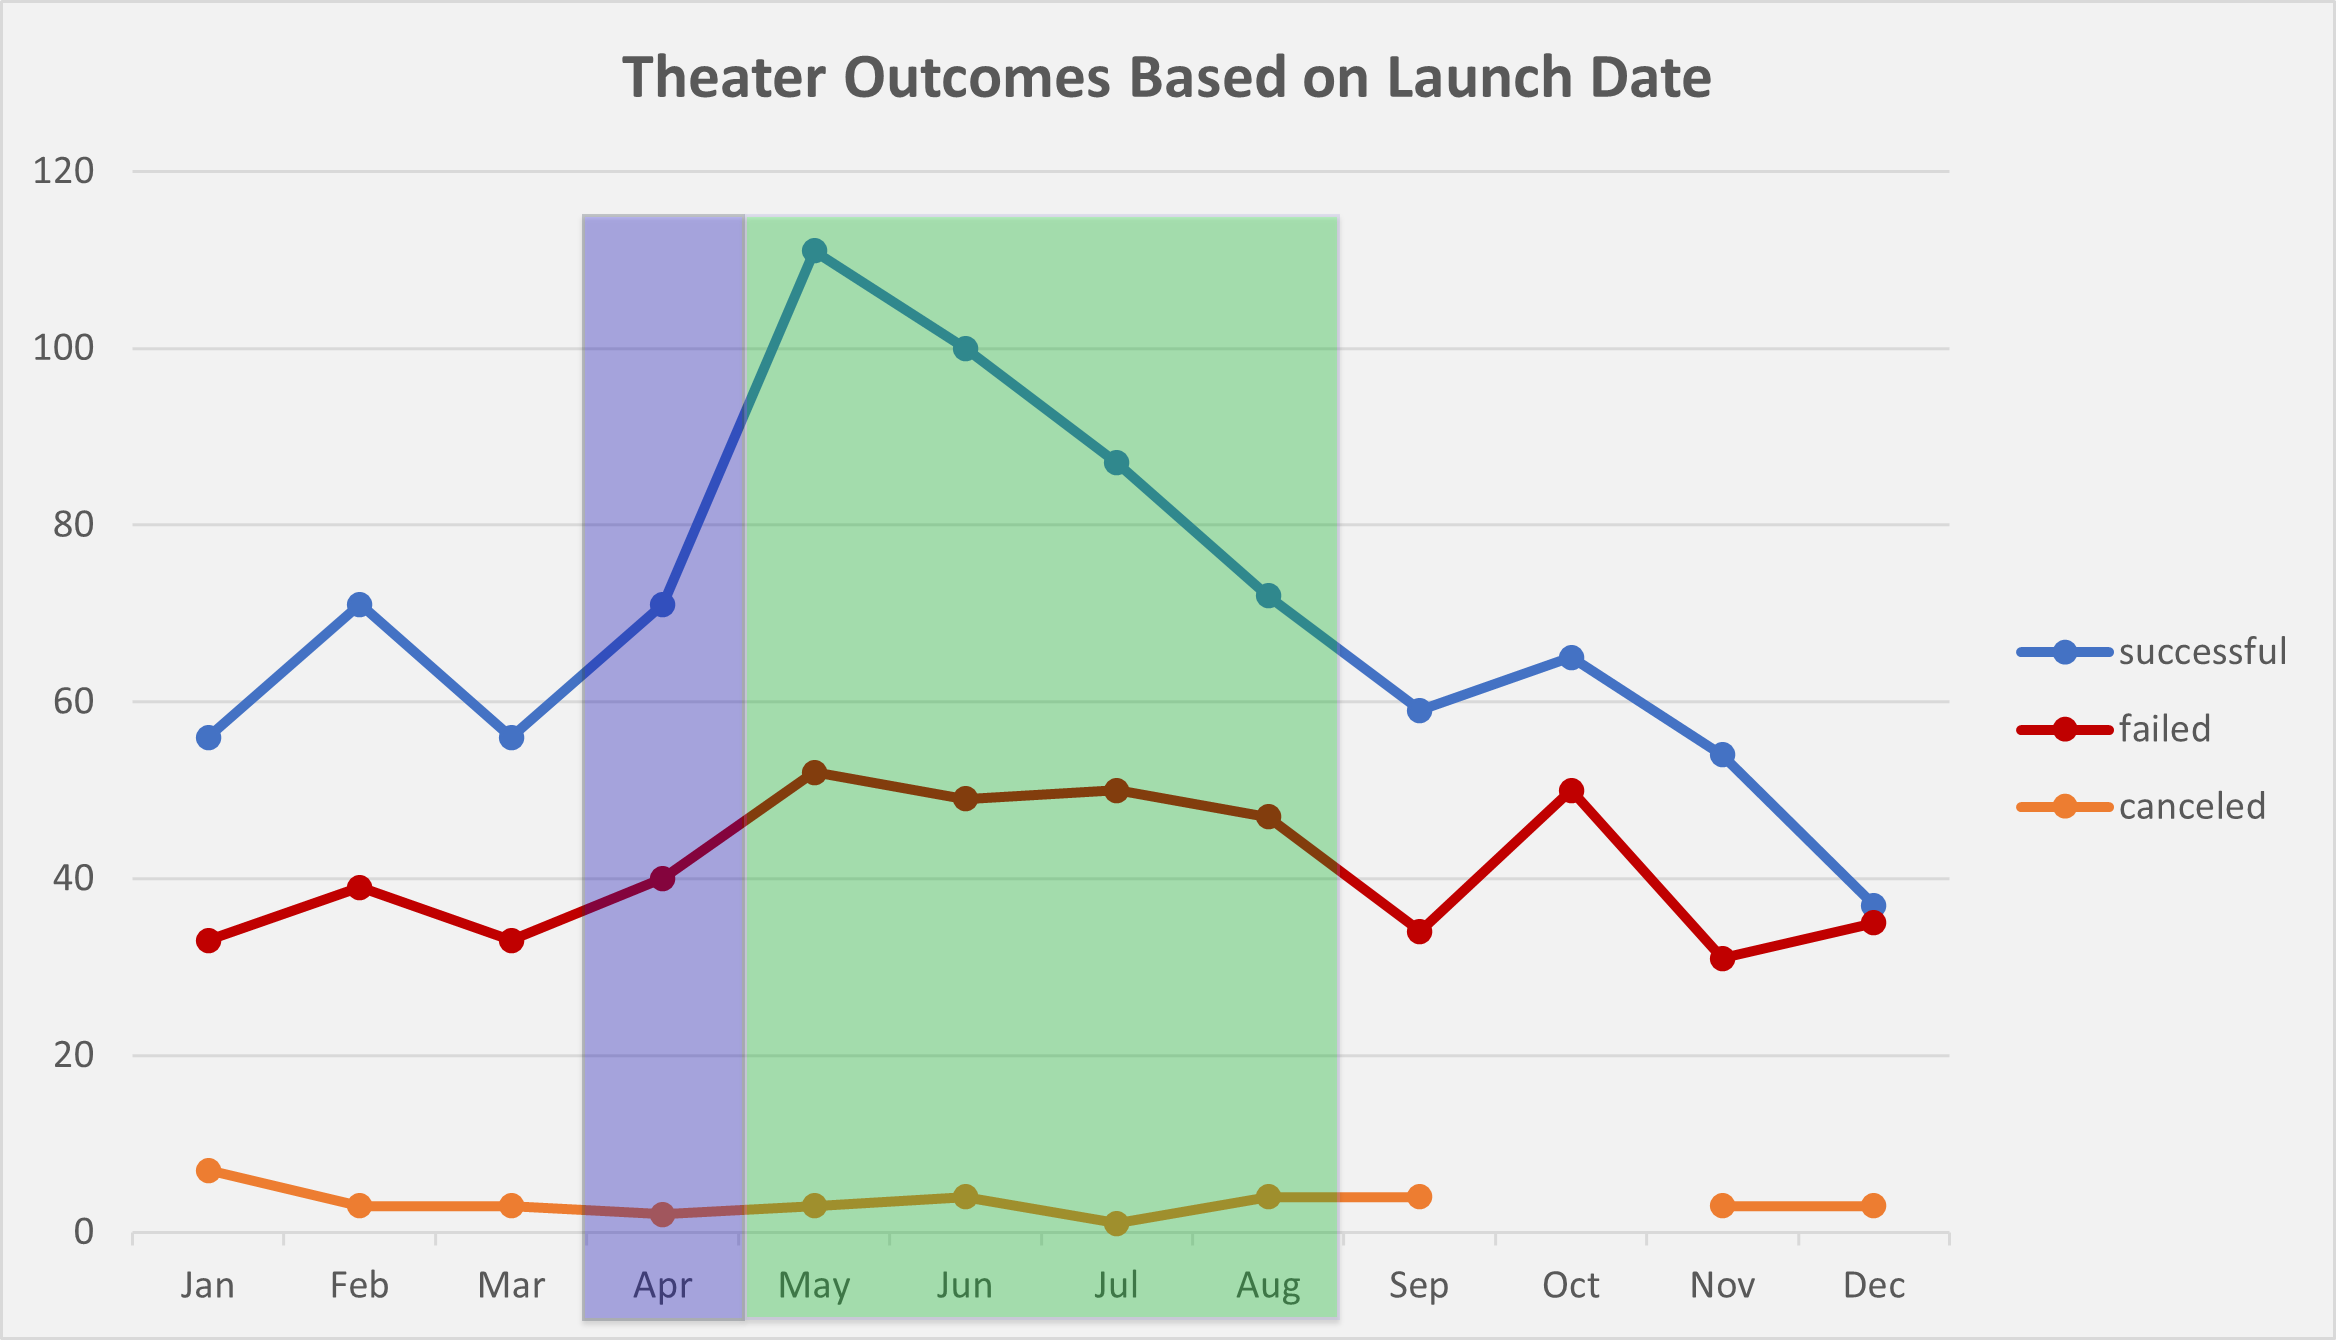 Theater Outcomes Based on Launch Date
120
100
80
60
40
20
0
Jan Feb Mar Apr May Jun Jul Aug Sep Oct Nov Dec
successful
failed
canceled